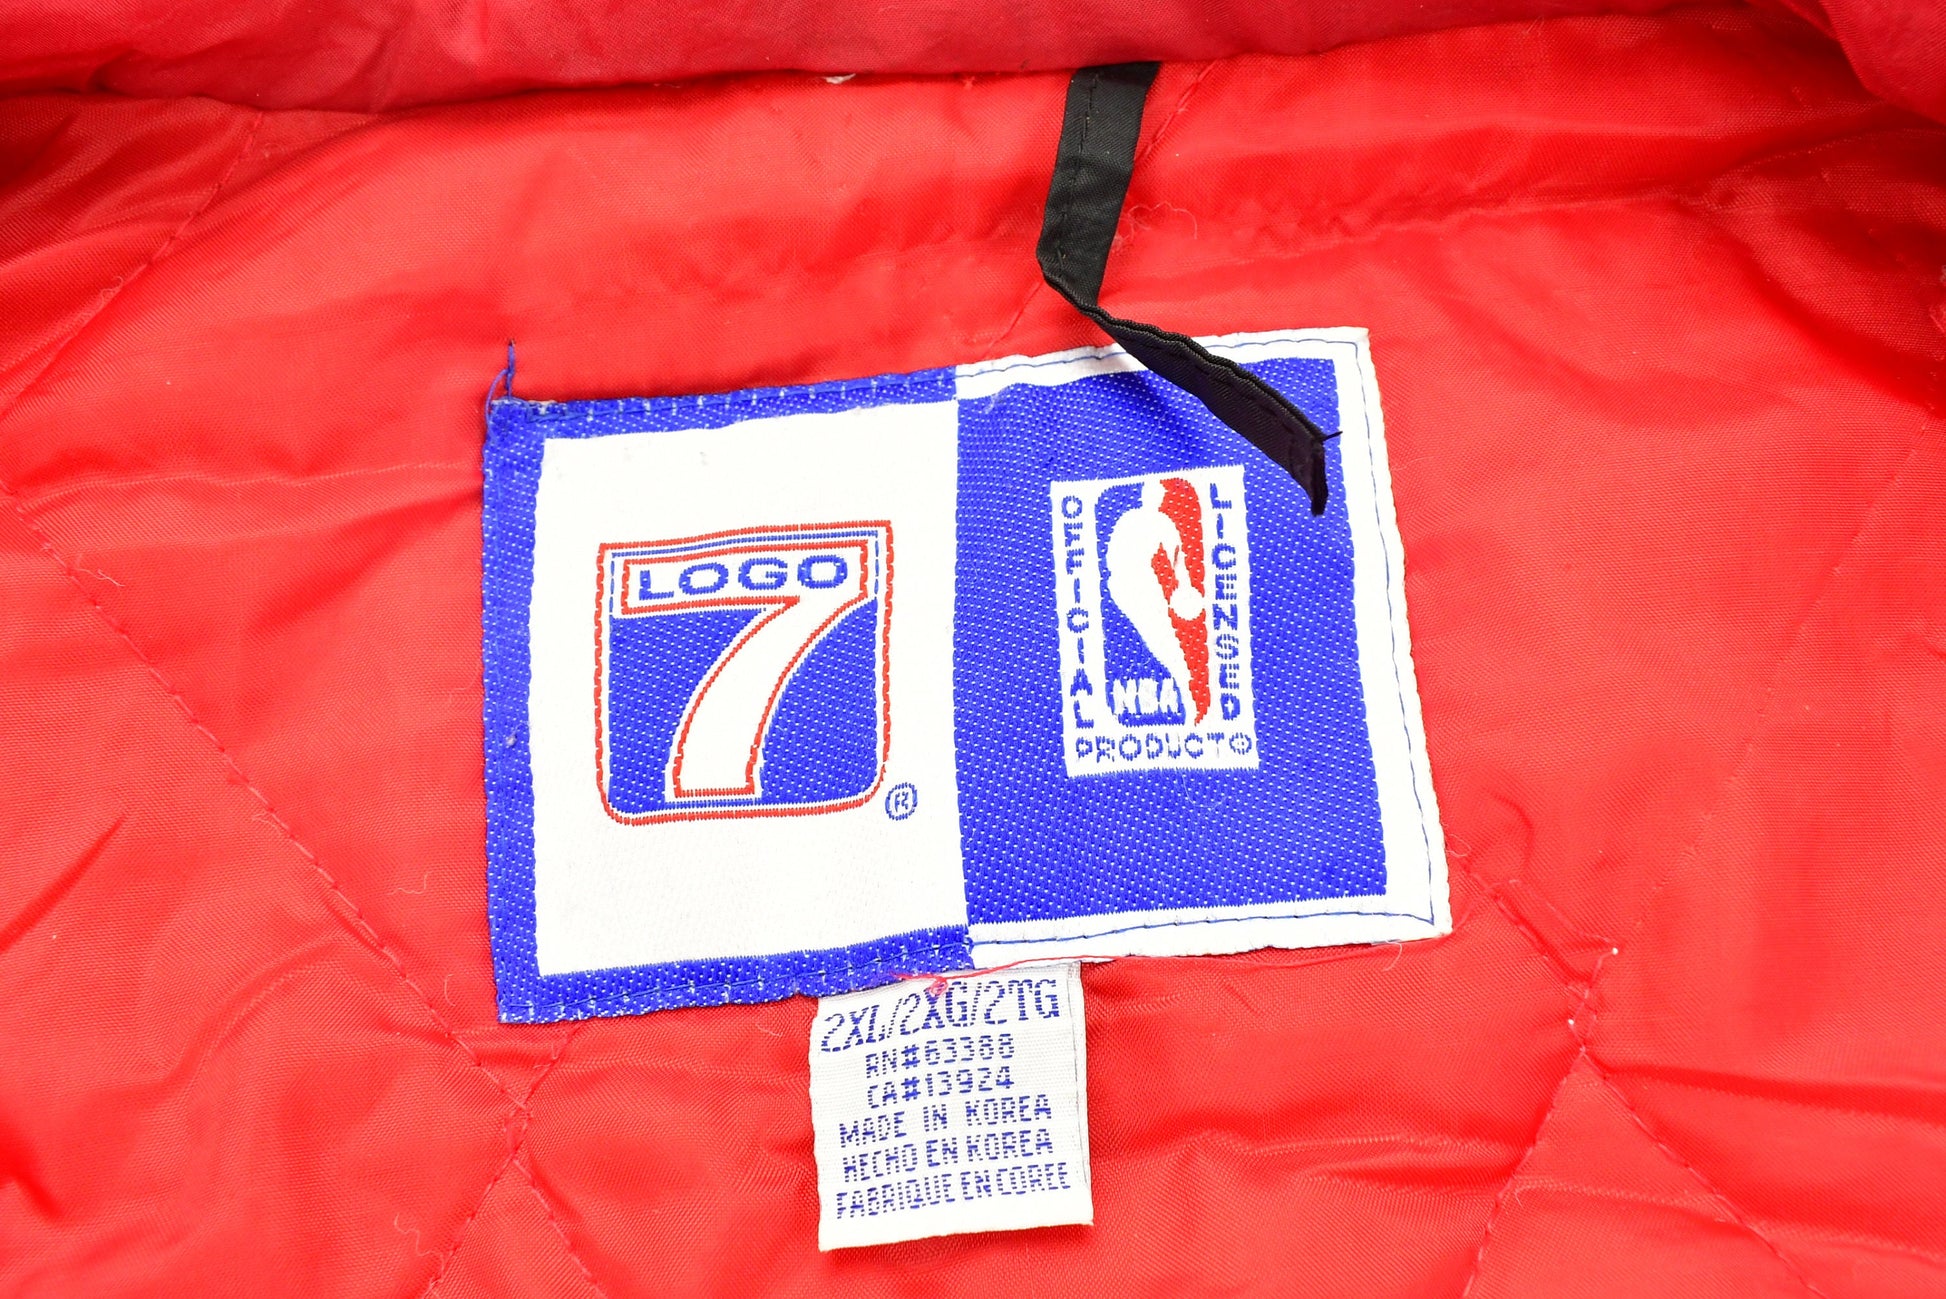 LOGO
7
®
OFFICIAL
LICENSED
NBA
PRODUCT®
2XL/2XG/2TG
RN#63388
CA#13924
MADE IN KOREA
HECHO EN KOREA
FABRIQUE EN COREE